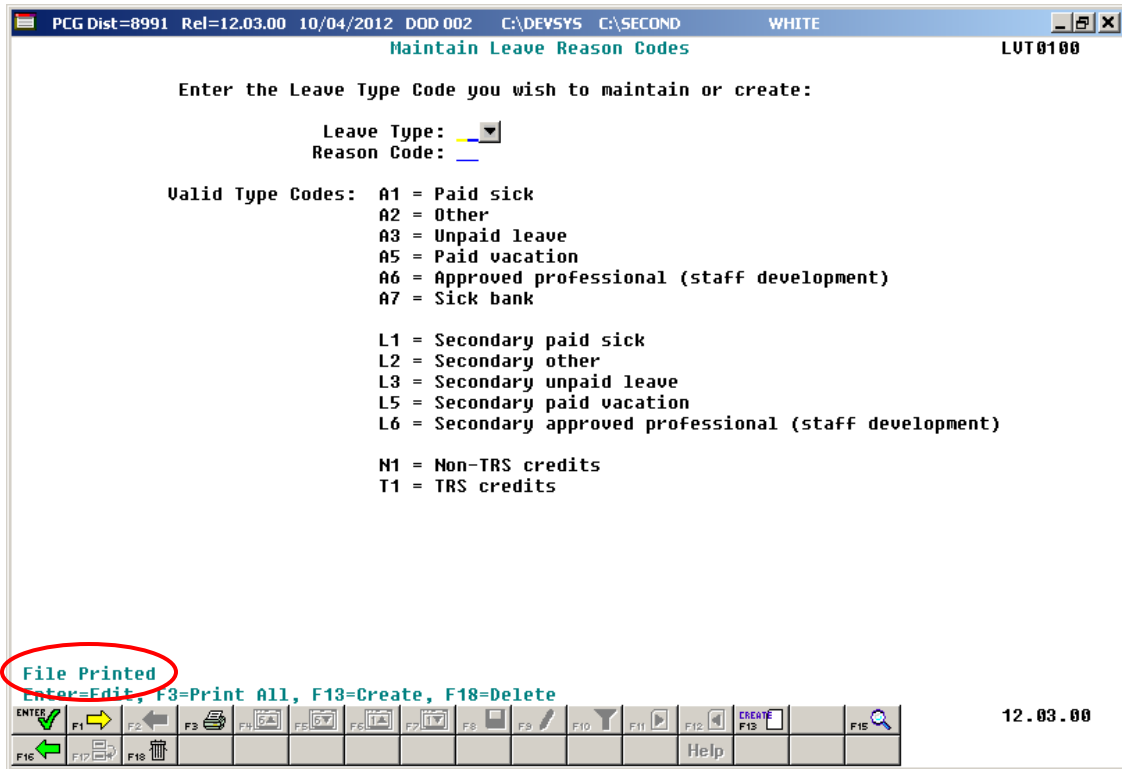 PCG Dist=8991 Rel=12.03.00 10/04/2012 DOD 002 C:\DEVSYS C:\SECOND WHITE
Maintain Leave Reason Codes LVT0100
Enter the Leave Type Code you wish to maintain or create:
Leave Type:
Reason Code:
Valid Type Codes: A1 = Paid sick
A2 = Other
A3 = Unpaid leave
A5 = Paid vacation
A6 = Approved professional (staff development)
A7 = Sick bank
L1 = Secondary paid sick
L2 = Secondary other
L3 = Secondary unpaid leave
L5 = Secondary paid vacation
L6 = Secondary approved professional (staff development)
N1 = Non-TRS credits
T1 = TRS credits
File Printed
Enter=Edit, F3=Print All, F13=Create, F18=Delete
ENTER F1 F2 F3 F4 F5 F6 F7 F8 F9 F10 F11 F12 CREATE F13 F15 12.03.00
F16 F17 F18 Help